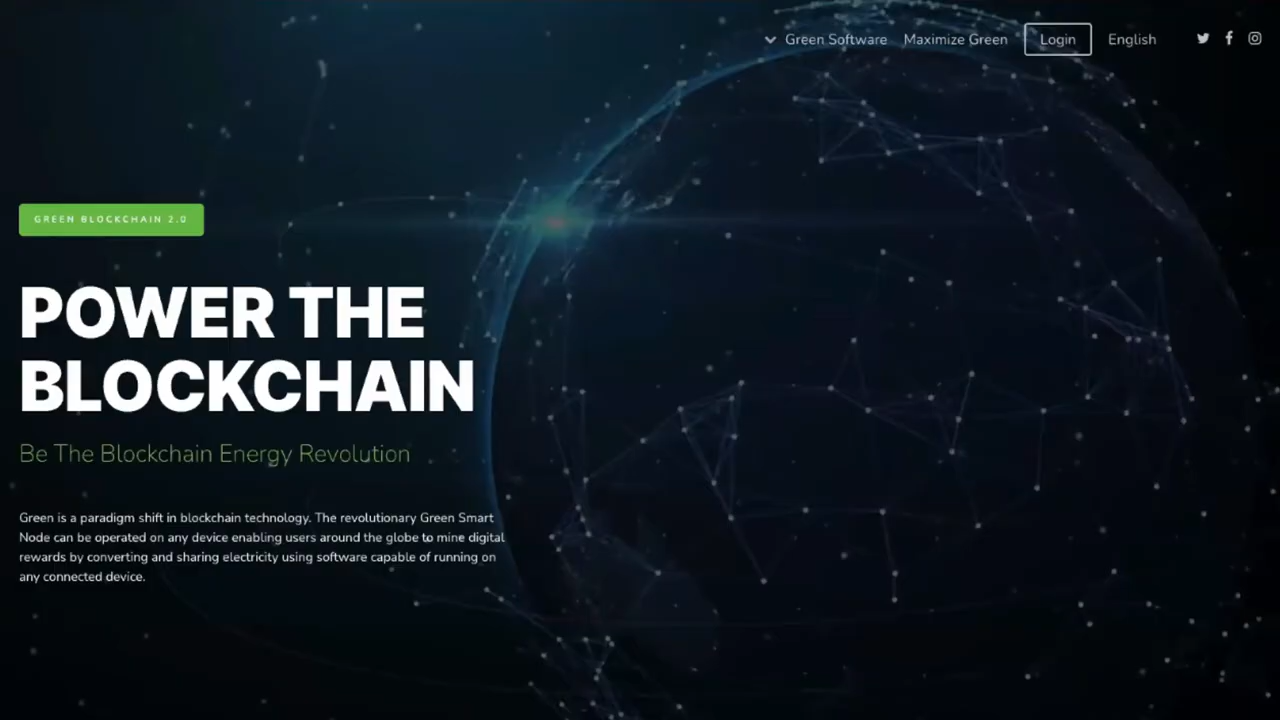 Green Software Maximize Green Login English
GREEN BLOCKCHAIN 2.0
POWER THE
BLOCKCHAIN
Be The Blockchain Energy Revolution
Green is a paradigm shift in blockchain technology. The revolutionary Green Smart
Node can be operated on any device enabling users around the globe to mine digital
rewards by converting and sharing electricity using software capable of running on
any connected device.